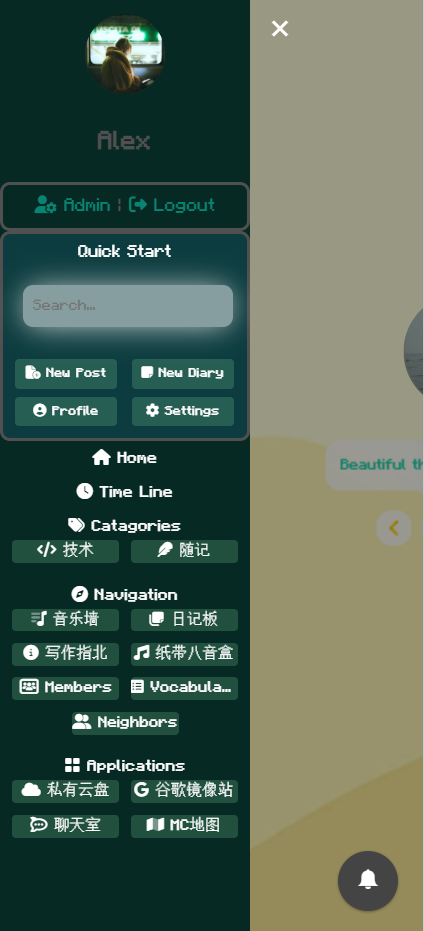 Alex
Admin | Logout
Quick Start
Search...
New Post New Diary
Profile Settings
Home
Time Line
Catagories
技术 随记
Navigation
音乐墙 日记板
写作指北 纸带八音盒
Members Vocabula...
Neighbors
Applications
私有云盘 谷歌镜像站
聊天室 MC地图
Beautiful th